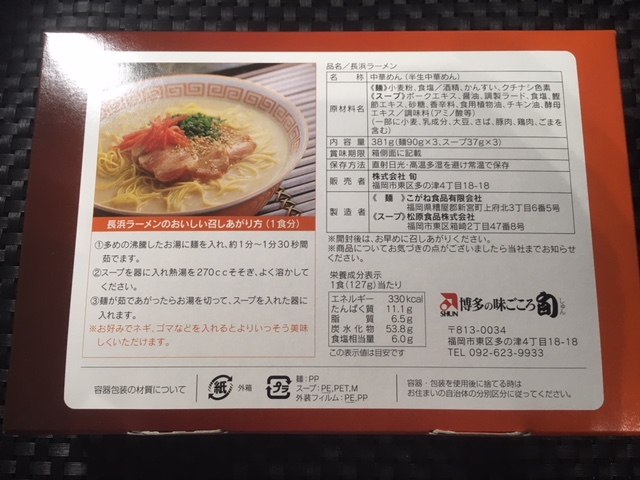 長浜ラーメンのおいしい召しあがり方(1食分)
①多めの沸騰したお湯に麺を入れ、約1分～1分30秒間
茹でます。
②スープを器に入れ熱湯を270ccそそぎ、よく溶かして
ください。
③麺が茹であがったらお湯を切って、スープを入れた器に
入れます。
※お好みでネギ、ゴマなどを入れるとよりいっそう美味
しくいただけます。
品名/長浜ラーメン
名称 中華めん(半生中華めん)
原材料名 《麺》小麦粉、食塩/酒精、かんすい、クチナシ色素
《スープ》ポークエキス、醤油、調製ラード、食塩、鰹
節エキス、砂糖、香辛料、食用植物油、チキン油、酵母
エキス/調味料(アミノ酸等)
(一部に小麦、乳成分、大豆、さば、豚肉、鶏肉、ごまを
含む)
内容量 381g(麺90g×3、スープ37g×3)
賞味期限 箱側面に記載
保存方法 直射日光・高温多湿を避け常温で保存
販売者 株式会社 旬
福岡市東区多の津4丁目18-18
製造者 《麺》こがね食品有限会社
福岡県糟屋郡新宮町上府北3丁目6番5号
《スープ》松原食品株式会社
福岡市東区箱崎2丁目47番8号
※開封後は、お早めに召しあがりください。
※商品についてお気づきの点がございましたら当社までお知らせ
ください。
栄養成分表示
1食(127g)当たり
エネルギー 330kcal
たんぱく質 11.1g
脂質 6.5g
炭水化物 53.8g
食塩相当量 6.0g
この表示値は目安です
SHUN 博多の味ごころ 旬 しゅん
〒813-0034
福岡市東区多の津4丁目18-18
TEL 092-623-9933
容器包装の材質について
紙 外箱
プラ
麺:PP
スープ:PE,PET,M
外装フィルム:PE,PP
容器・包装を使用後に捨てる時は
お住まいの自治体の分別区分に従ってください。